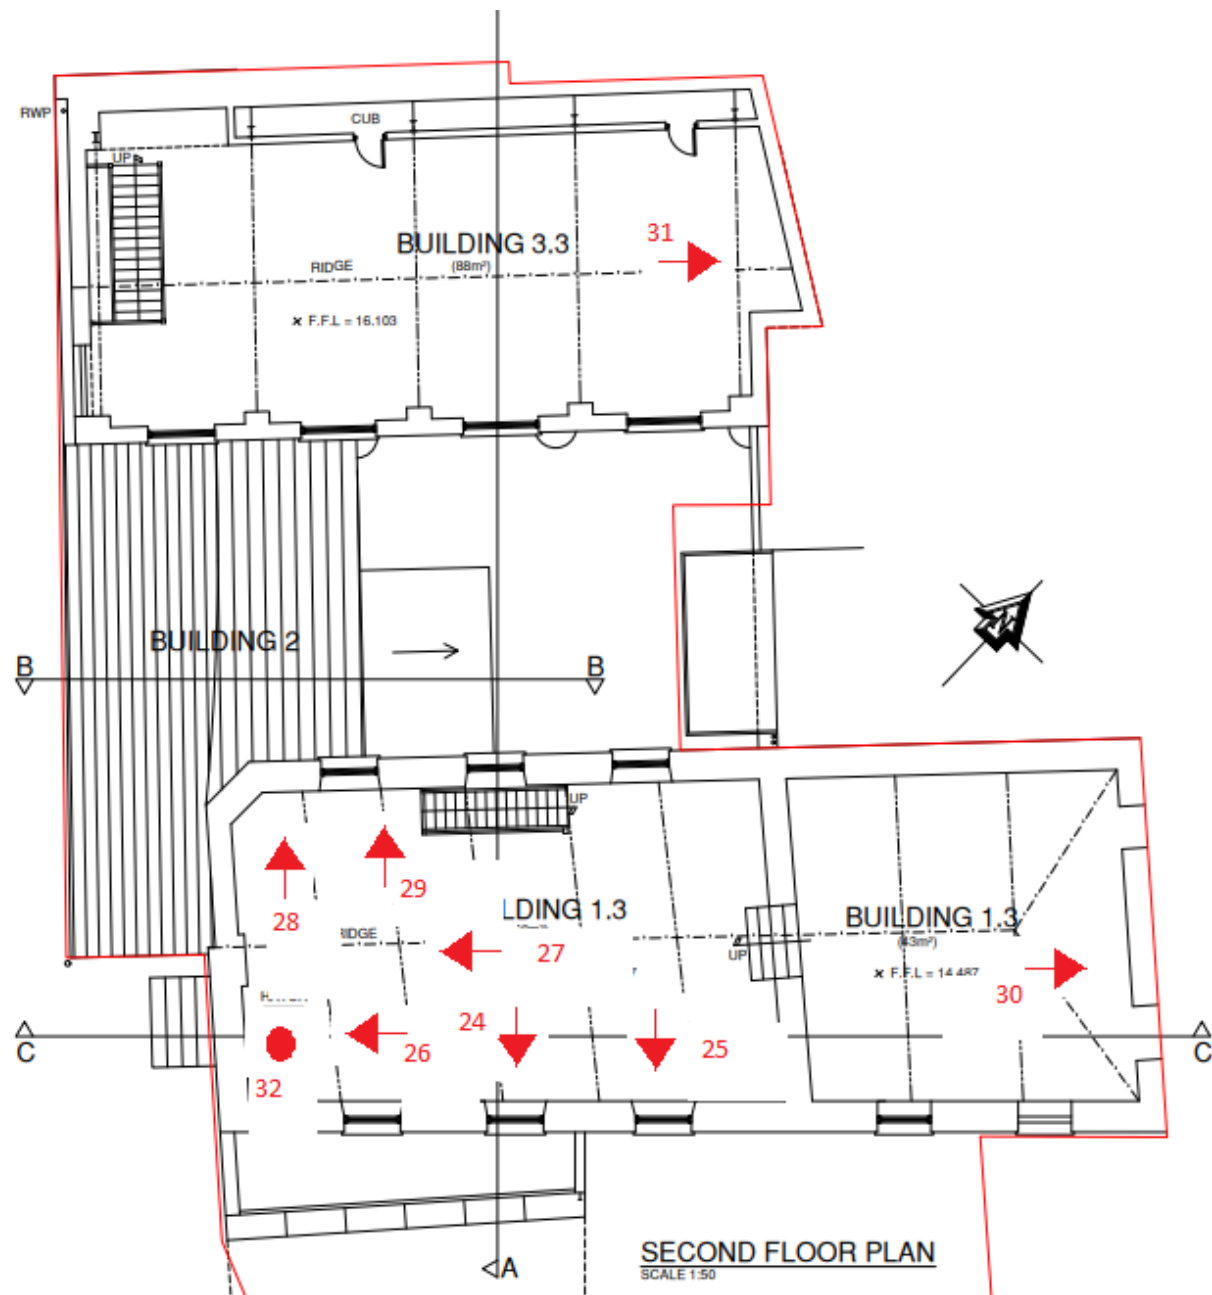 RWP
CUB
UP
31
BUILDING 3.3
(88m²)
RIDGE
× F.F.L = 16.103
BUILDING 2
B
B
UP
29
28
LDING 1.3
BUILDING 1.3
(43m²)
RIDGE
27
UP
× F.F.L = 14.487
30
24
25
26
C
C
32
A
SECOND FLOOR PLAN
SCALE 1:50